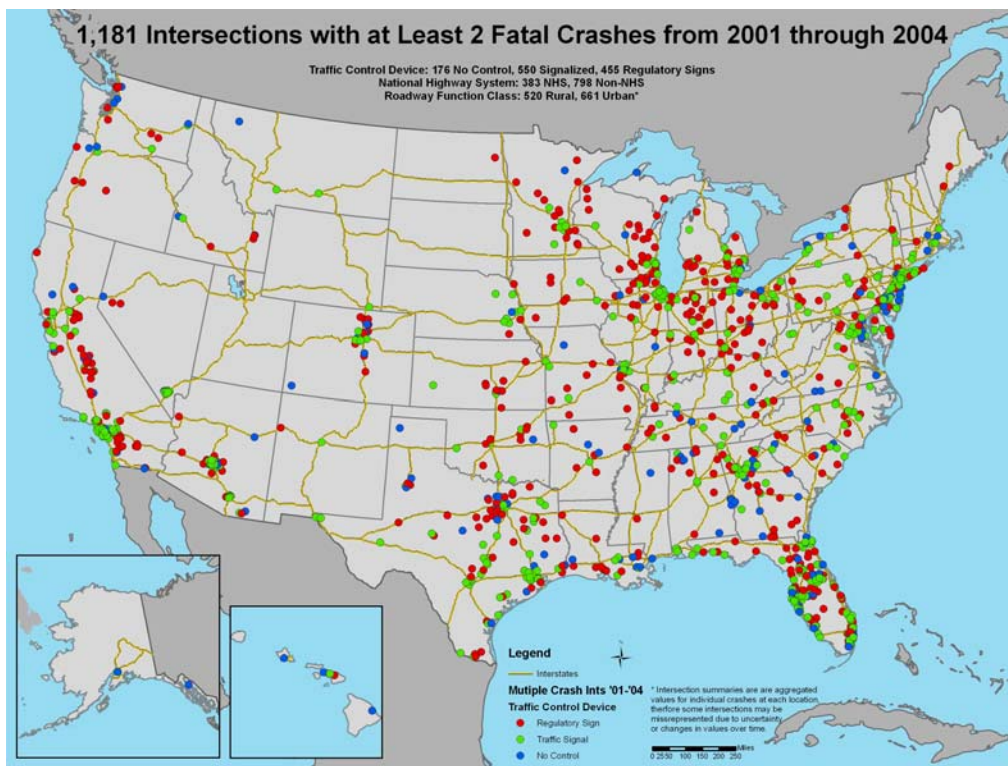 1,181 Intersections with at Least 2 Fatal Crashes from 2001 through 2004
Traffic Control Device: 176 No Control, 550 Signalized, 455 Regulatory Signs
National Highway System: 383 NHS, 798 Non-NHS
Roadway Function Class: 520 Rural, 661 Urban*
Legend
Interstates
Mutiple Crash Ints '01-'04
Traffic Control Device
Regulatory Sign
Traffic Signal
No Control
* Intersection summaries are are aggregated
values for individual crashes at each location,
therfore some intersections may be
missrepresented due to uncertainty
or changes in values over time.
0 25 50 100 150 200 250 Miles